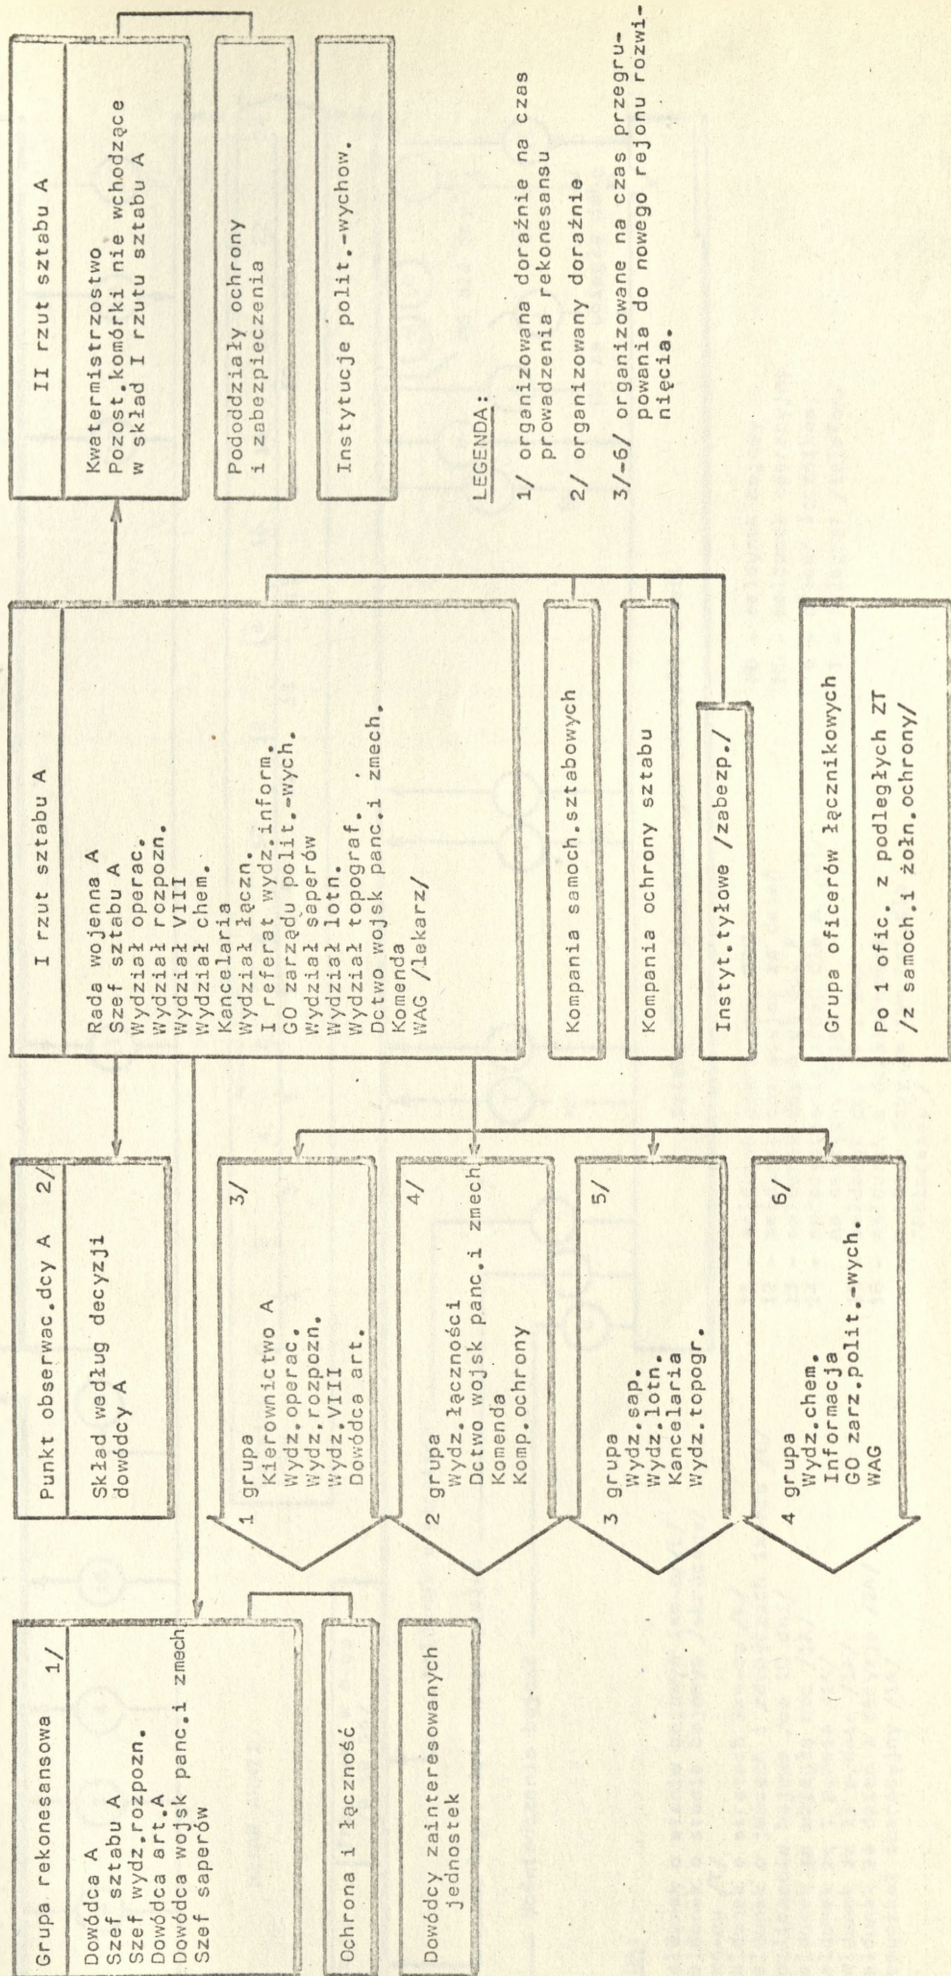 Grupa rekonesansowa 1/
Dowódca A
Szef sztabu A
Szef wydz.rozpozn.
Dowódca art.A
Dowódca wojsk panc.i zmech
Szef saperów
Ochrona i łączność
Dowódcy zainteresowanych
jednostek
Punkt obserwac.dcy A 2/
Skład według decyzji
dowódcy A
1 grupa 3/
Kierownictwo A
Wydz.operac.
Wydz.rozpozn.
Wydz.VIII
Dowódca art.
2 grupa 4/
Wydz.łączności
Dctwo wojsk panc.i zmech
Komenda
Komp.ochrony
3 grupa 5/
Wydz.sap.
Wydz.lotn.
Kancelaria
Wydz.topogr.
4 grupa 6/
Wydz.chem.
Informacja
GO zarz.polit.-wych.
WAG
I rzut sztabu A
Rada wojenna A
Szef sztabu A
Wydział operac.
Wydział rozpozn.
Wydział VIII
Wydział chem.
Kancelaria
Wydział łączn.
I referat wydz.inform.
GO zarządu polit.-wych.
Wydział saperów
Wydział lotn.
Wydział topograf.
Dctwo wojsk panc.i zmech.
Komenda
WAG /lekarz/
Kompania samoch.sztabowych
Kompania ochrony sztabu
Instyt.tyłowe /zabezp./
Grupa oficerów łącznikowych
Po 1 ofic. z podległych ZT
/z samoch.i żołn.ochrony/
II rzut sztabu A
Kwatermistrzostwo
Pozost.komórki nie wchodzące
w skład I rzutu sztabu A
Pododdziały ochrony
i zabezpieczenia
Instytucje polit.-wychow.
LEGENDA:
1/ organizowana doraźnie na czas
prowadzenia rekonesansu
2/ organizowany doraźnie
3/-6/ organizowane na czas przegru-
powania do nowego rejonu rozwi-
nięcia.